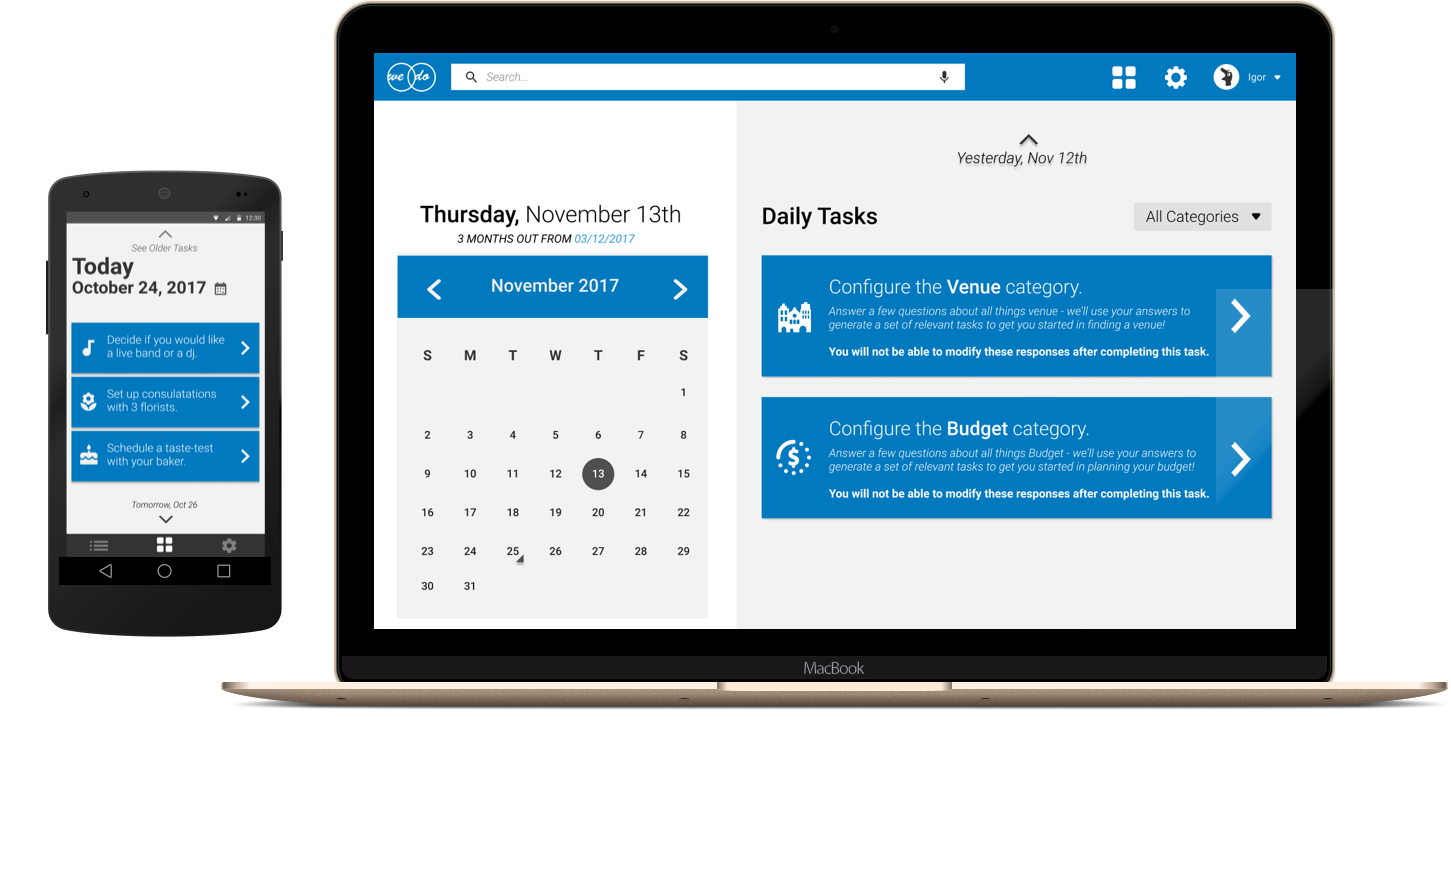 12:30
See Older Tasks
Today
October 24, 2017
Decide if you would like
a live band or a dj.
Set up consulatations
with 3 florists.
Schedule a taste-test
with your baker.
Tomorrow, Oct 26
we do
Search...
Igor
Thursday, November 13th
3 MONTHS OUT FROM 03/12/2017
November 2017
S M T W T F S
1
2 3 4 5 6 7 8
9 10 11 12 13 14 15
16 17 18 19 20 21 22
23 24 25 26 27 28 29
30 31
Yesterday, Nov 12th
Daily Tasks
All Categories
Configure the Venue category.
Answer a few questions about all things venue - we'll use your answers to
generate a set of relevant tasks to get you started in finding a venue!
You will not be able to modify these responses after completing this task.
Configure the Budget category.
Answer a few questions about all things Budget - we'll use your answers to
generate a set of relevant tasks to get you started in planning your budget!
You will not be able to modify these responses after completing this task.
MacBook